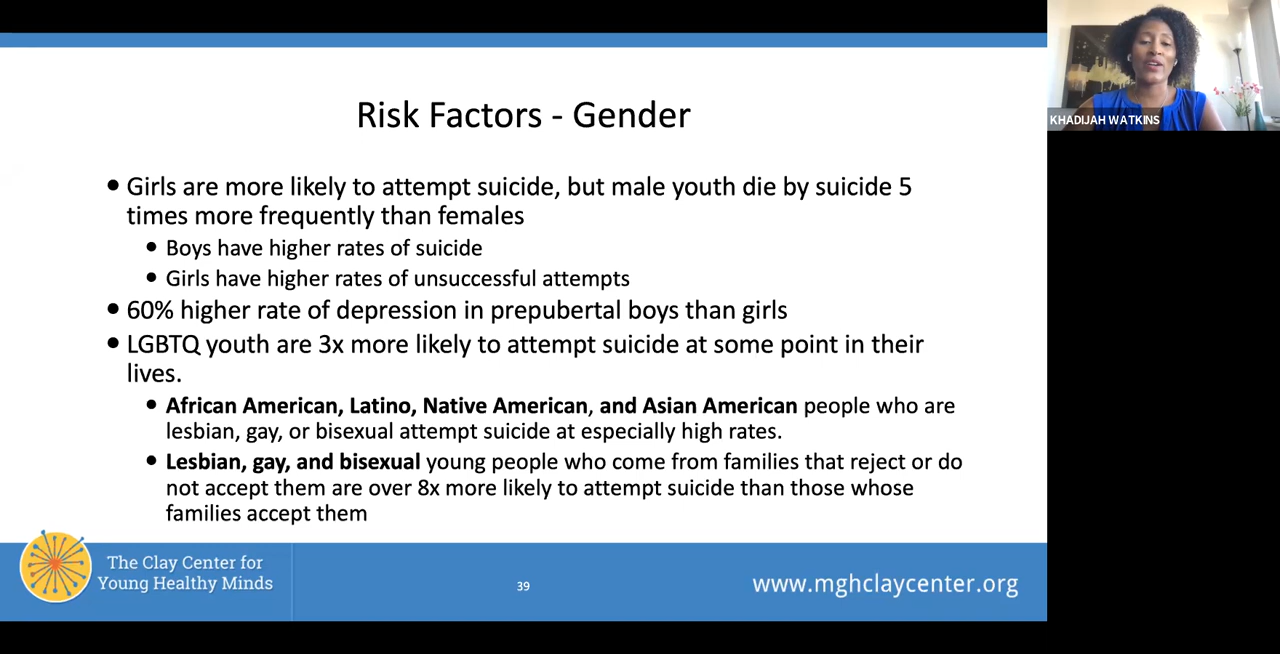 Risk Factors - Gender
• Girls are more likely to attempt suicide, but male youth die by suicide 5
times more frequently than females
• Boys have higher rates of suicide
• Girls have higher rates of unsuccessful attempts
• 60% higher rate of depression in prepubertal boys than girls
• LGBTQ youth are 3x more likely to attempt suicide at some point in their
lives.
• African American, Latino, Native American, and Asian American people who are
lesbian, gay, or bisexual attempt suicide at especially high rates.
• Lesbian, gay, and bisexual young people who come from families that reject or do
not accept them are over 8x more likely to attempt suicide than those whose
families accept them
The Clay Center for
Young Healthy Minds
39
www.mghclaycenter.org
KHADIJAH WATKINS